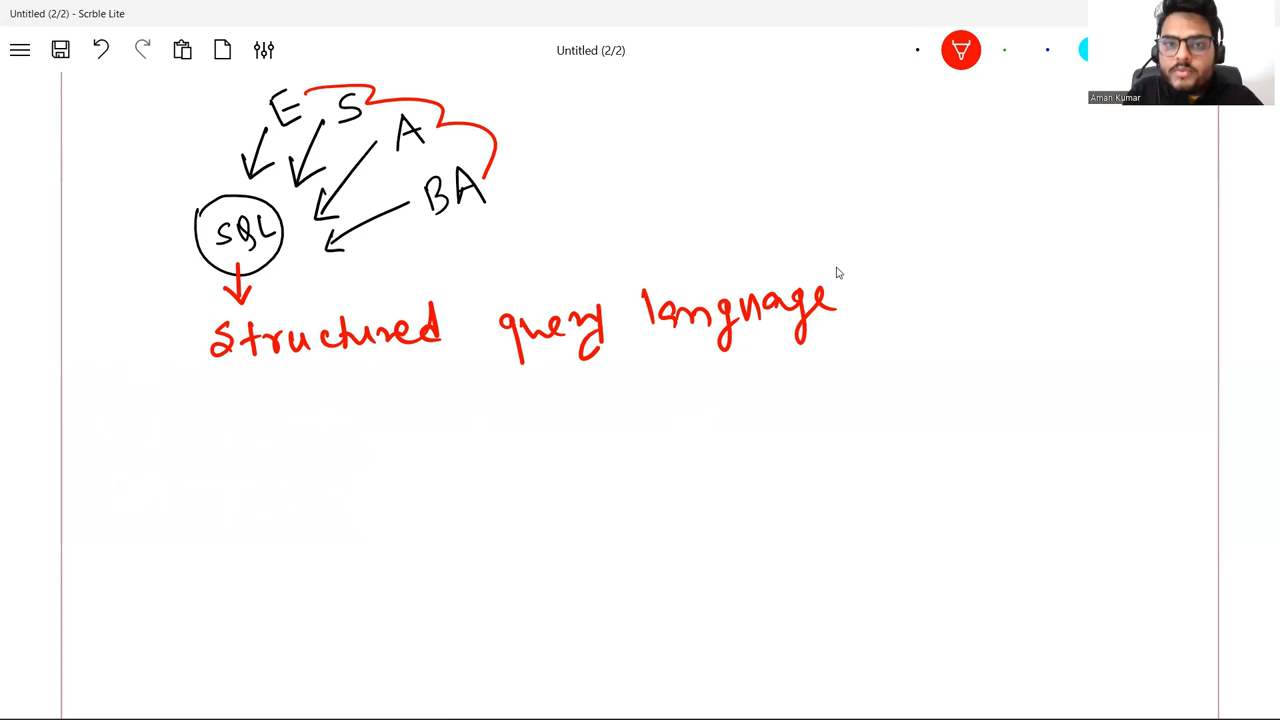 Untitled (2/2) - Scrble Lite
Untitled (2/2)
Aman Kumar
E S
A
BA
SQL
Structured query language